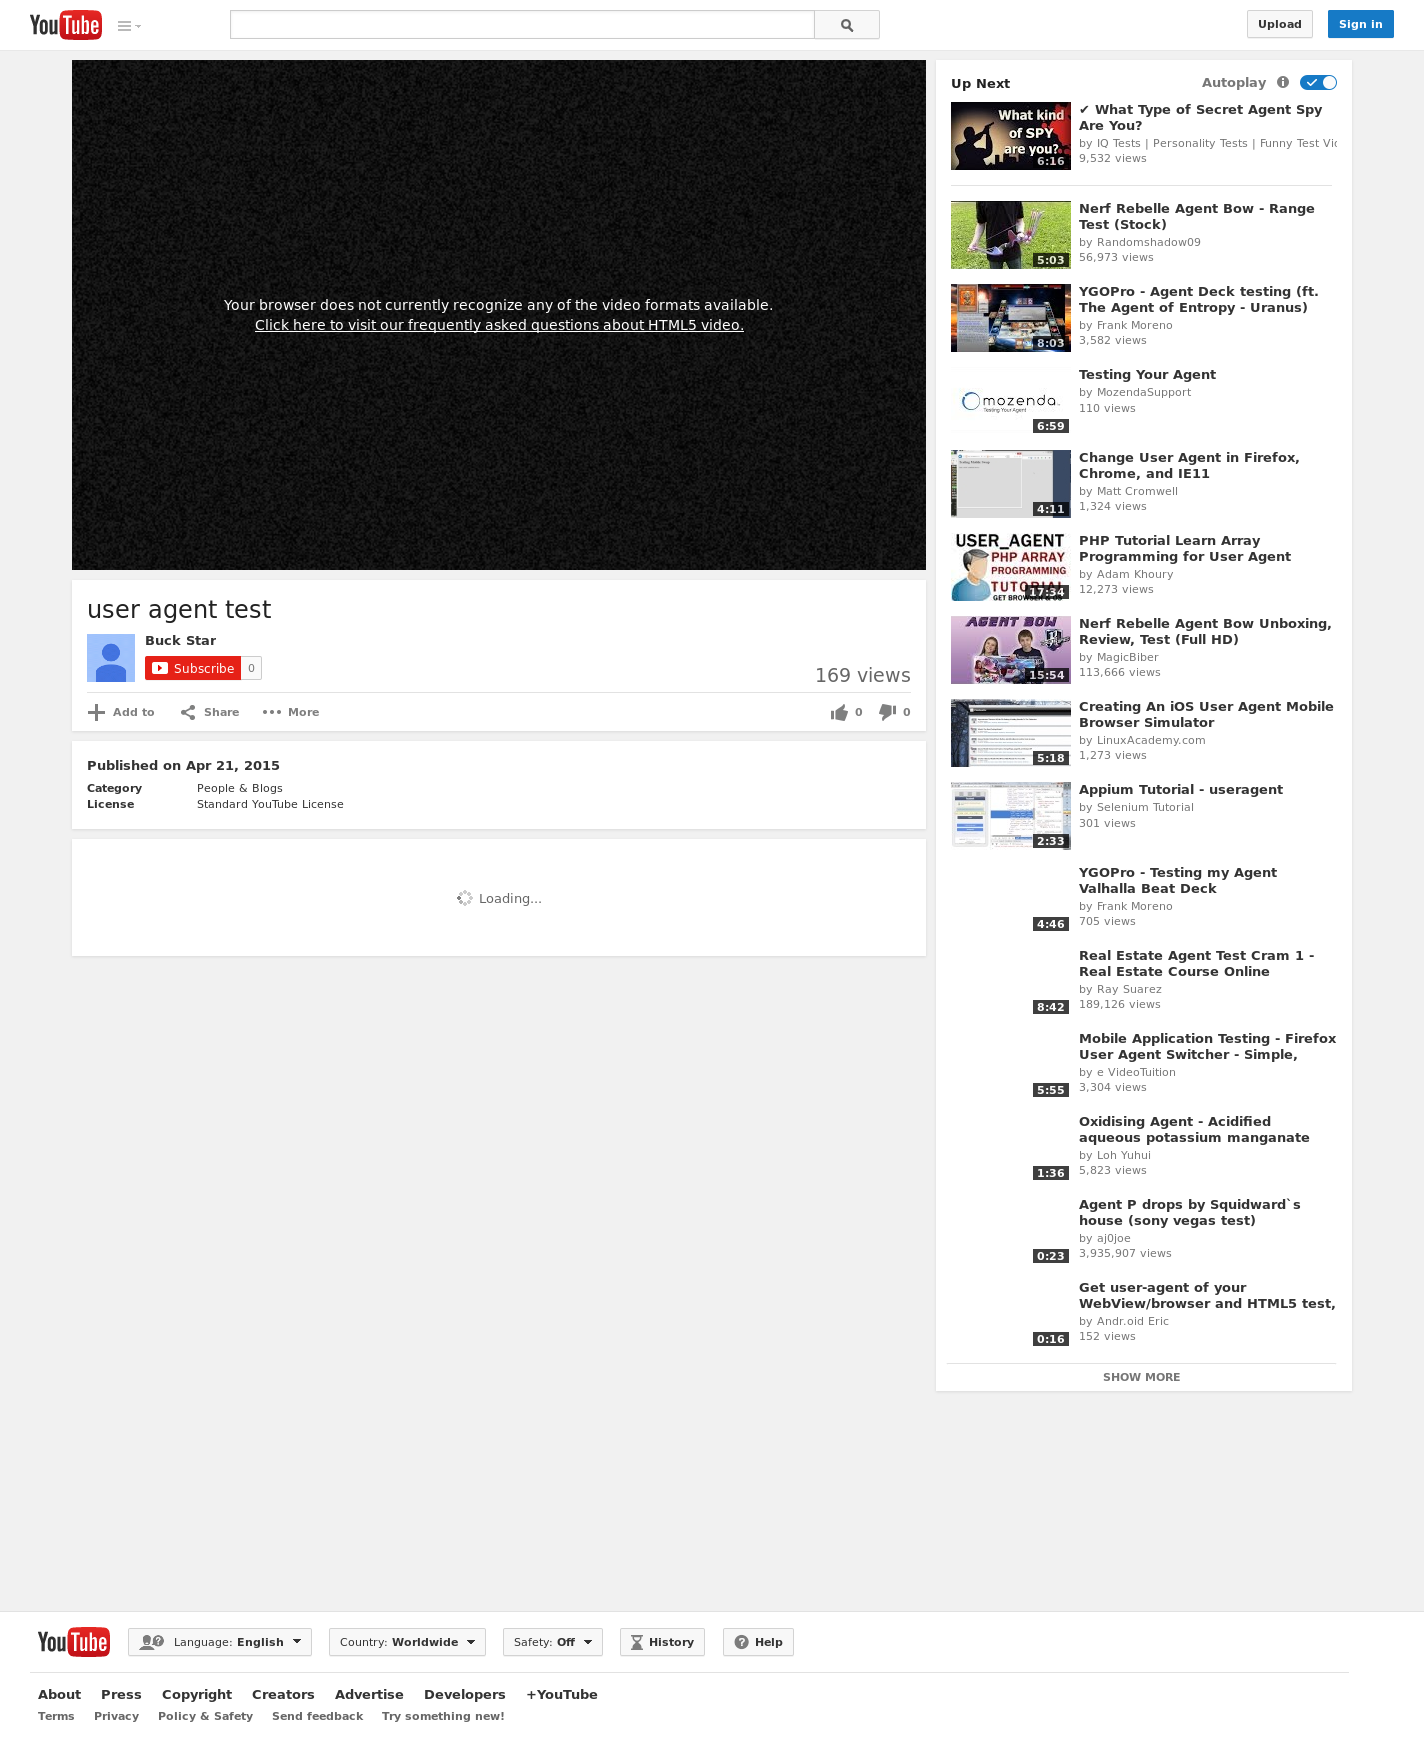 YouTube
Upload
Sign in
Your browser does not currently recognize any of the video formats available.
Click here to visit our frequently asked questions about HTML5 video.
user agent test
Buck Star
Subscribe 0
169 views
Add to
Share
More
0
0
Published on Apr 21, 2015
Category People & Blogs
License Standard YouTube License
Loading...
Up Next
Autoplay
What kind
of SPY
are you?
6:16
✔ What Type of Secret Agent Spy
Are You?
by IQ Tests | Personality Tests | Funny Test Vic
9,532 views
5:03
Nerf Rebelle Agent Bow - Range
Test (Stock)
by Randomshadow09
56,973 views
8:03
YGOPro - Agent Deck testing (ft.
The Agent of Entropy - Uranus)
by Frank Moreno
3,582 views
mozenda
Testing Your Agent
6:59
Testing Your Agent
by MozendaSupport
110 views
4:11
Change User Agent in Firefox,
Chrome, and IE11
by Matt Cromwell
1,324 views
USER_AGENT
PHP ARRAY
PROGRAMMING
TUTORIAL
GET BROWSER & OS
17:34
PHP Tutorial Learn Array
Programming for User Agent
by Adam Khoury
12,273 views
AGENT BOW
15:54
Nerf Rebelle Agent Bow Unboxing,
Review, Test (Full HD)
by MagicBiber
113,666 views
5:18
Creating An iOS User Agent Mobile
Browser Simulator
by LinuxAcademy.com
1,273 views
2:33
Appium Tutorial - useragent
by Selenium Tutorial
301 views
4:46
YGOPro - Testing my Agent
Valhalla Beat Deck
by Frank Moreno
705 views
8:42
Real Estate Agent Test Cram 1 -
Real Estate Course Online
by Ray Suarez
189,126 views
5:55
Mobile Application Testing - Firefox
User Agent Switcher - Simple,
by e VideoTuition
3,304 views
1:36
Oxidising Agent - Acidified
aqueous potassium manganate
by Loh Yuhui
5,823 views
0:23
Agent P drops by Squidward`s
house (sony vegas test)
by aj0joe
3,935,907 views
0:16
Get user-agent of your
WebView/browser and HTML5 test,
by Andr.oid Eric
152 views
SHOW MORE
YouTube
Language: English
Country: Worldwide
Safety: Off
History
Help
About Press Copyright Creators Advertise Developers +YouTube
Terms Privacy Policy & Safety Send feedback Try something new!